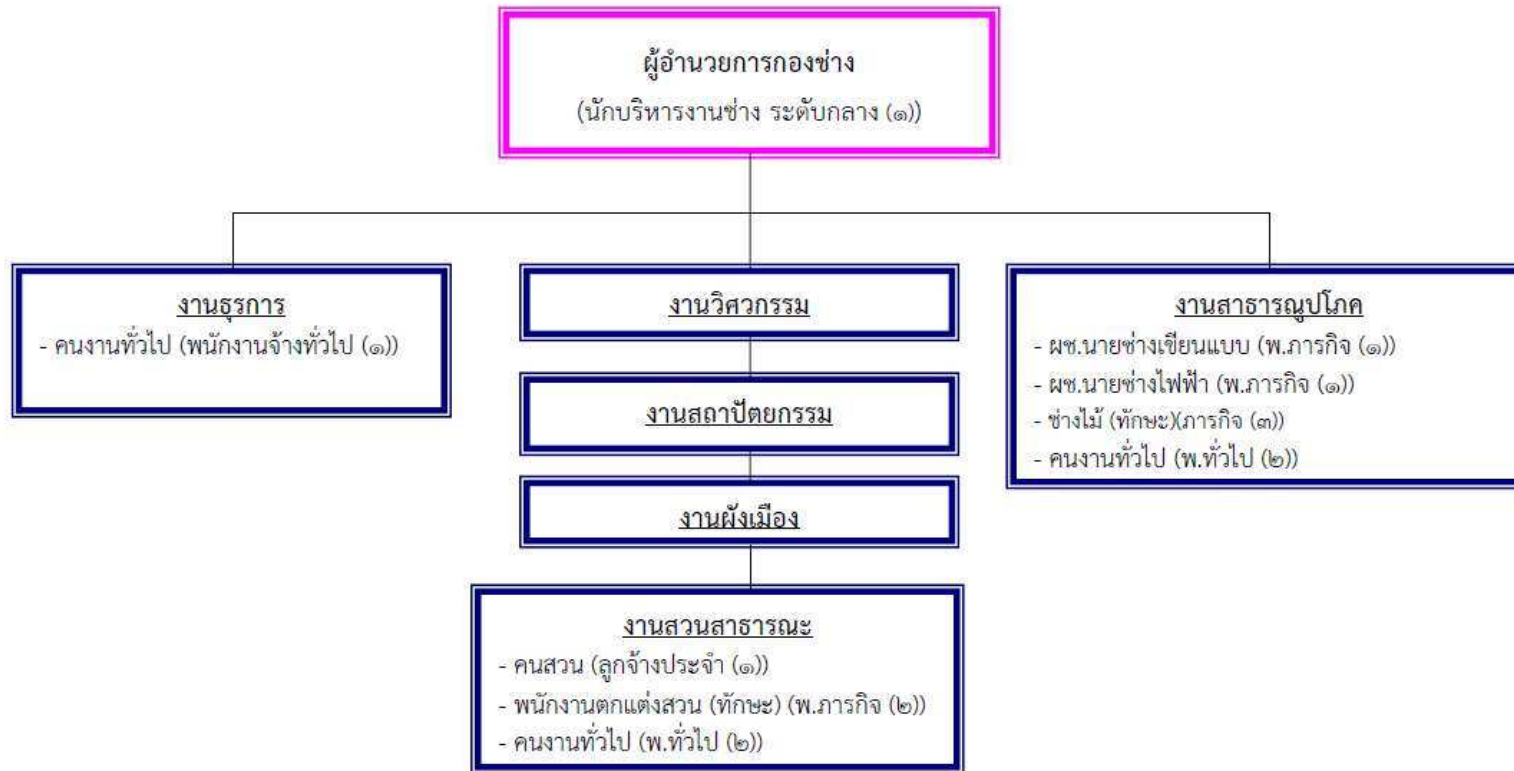 ผู้อำนวยการกองช่าง
(นักบริหารงานช่าง ระดับกลาง (๑))
งานธุรการ
- คนงานทั่วไป (พนักงานจ้างทั่วไป (๑))
งานวิศวกรรม
งานสถาปัตยกรรม
งานผังเมือง
งานสวนสาธารณะ
- คนสวน (ลูกจ้างประจำ (๑))
- พนักงานตกแต่งสวน (ทักษะ) (พ.ภารกิจ (๒))
- คนงานทั่วไป (พ.ทั่วไป (๒))
งานสาธารณูปโภค
- ผช.นายช่างเขียนแบบ (พ.ภารกิจ (๑))
- ผช.นายช่างไฟฟ้า (พ.ภารกิจ (๑))
- ช่างไม้ (ทักษะ)(ภารกิจ (๓))
- คนงานทั่วไป (พ.ทั่วไป (๒))